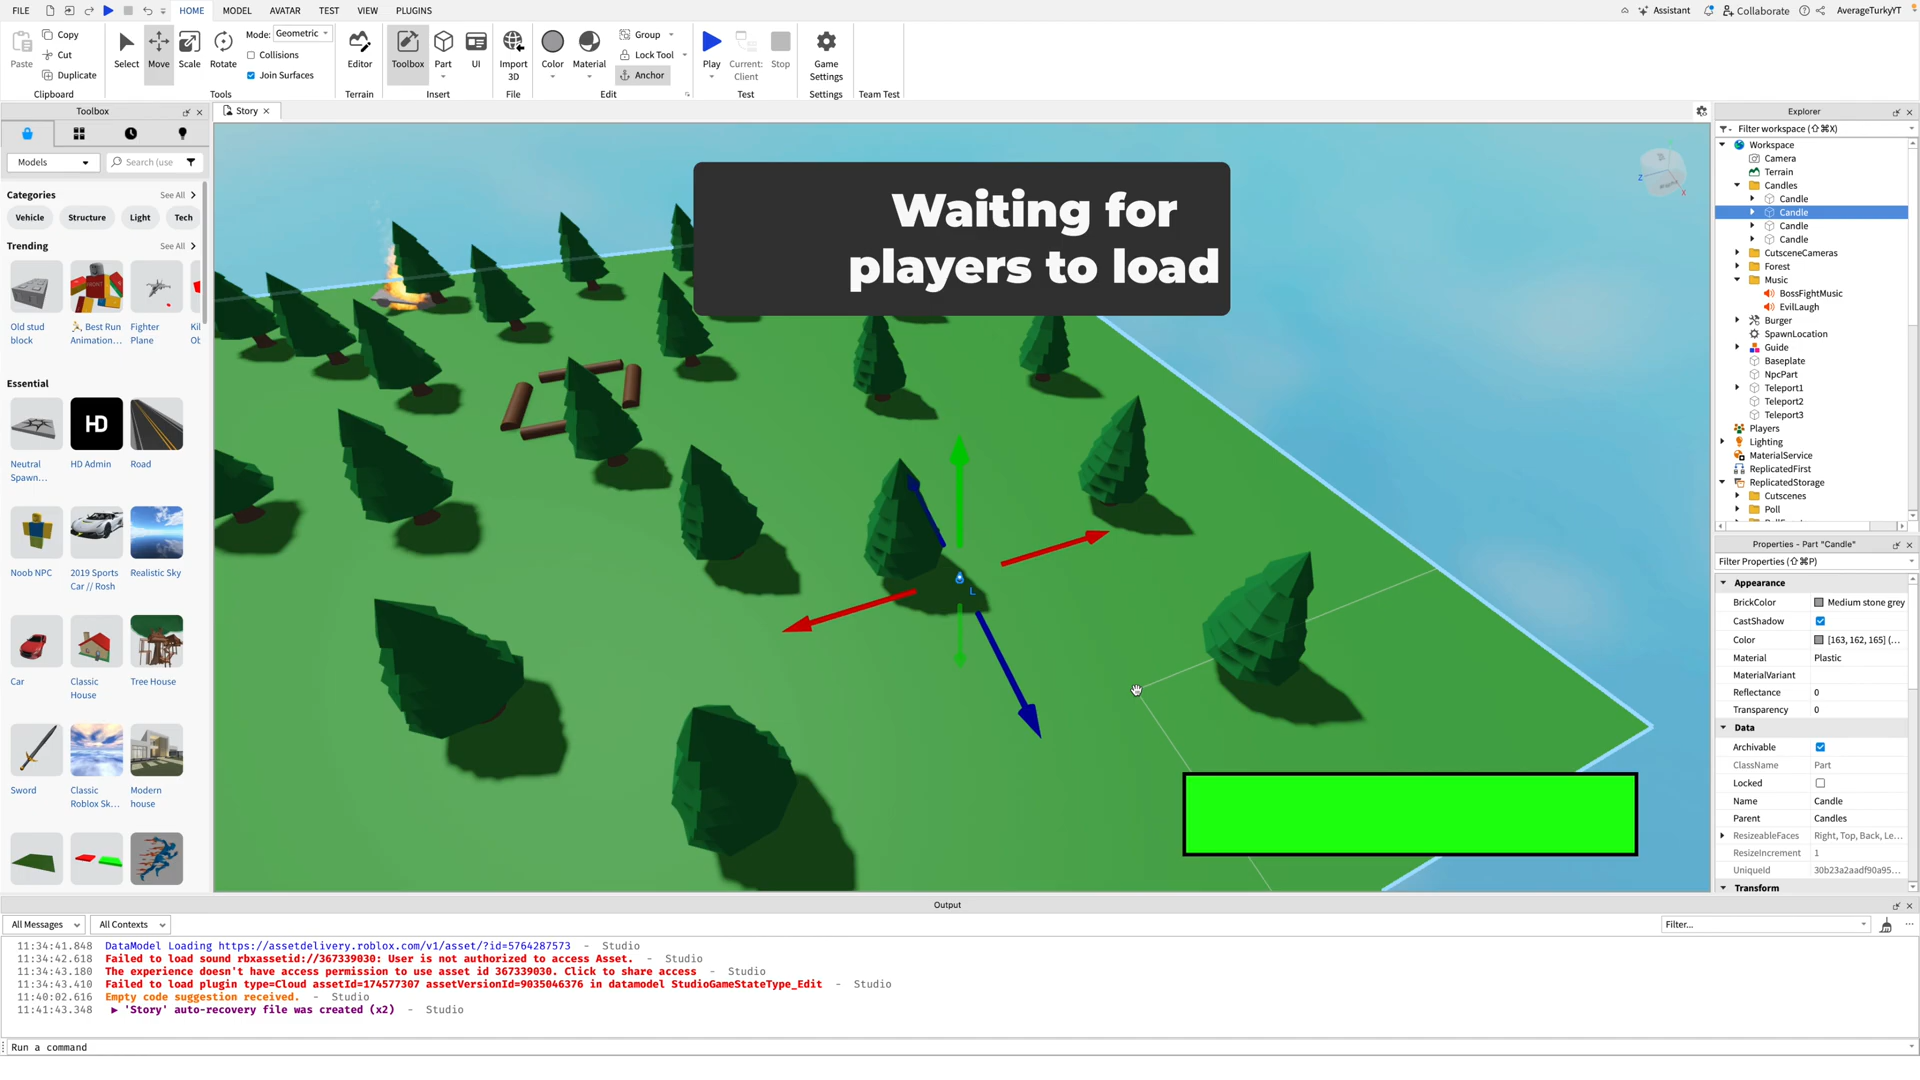 FILE
HOME
MODEL
AVATAR
TEST
VIEW
PLUGINS
Assistant
Collaborate
AverageTurkyYT
Paste
Copy
Cut
Duplicate
Clipboard
Select
Move
Scale
Rotate
Mode: Geometric
Collisions
Join Surfaces
Tools
Editor
Terrain
Toolbox
Part
UI
Insert
Import
3D
File
Color
Material
Group
Lock Tool
Anchor
Edit
Play
Current:
Client
Stop
Test
Game
Settings
Settings
Team Test
Toolbox
Models
Search (use
Categories
See All
Vehicle
Structure
Light
Tech
Trending
See All
Old stud
block
Best Run
Animation...
Fighter
Plane
Kil
Ob
Essential
Neutral
Spawn...
HD
HD Admin
Road
Noob NPC
2019 Sports
Car // Rosh
Realistic Sky
Car
Classic
House
Tree House
Sword
Classic
Roblox Sk...
Modern
house
Story
Waiting for
players to load
Z
X
L
Explorer
Filter workspace (⇧⌘X)
Workspace
Camera
Terrain
Candles
Candle
Candle
Candle
Candle
CutsceneCameras
Forest
Music
BossFightMusic
EvilLaugh
Burger
SpawnLocation
Guide
Baseplate
NpcPart
Teleport1
Teleport2
Teleport3
Players
Lighting
MaterialService
ReplicatedFirst
ReplicatedStorage
Cutscenes
Poll
Properties - Part "Candle"
Filter Properties (⇧⌘P)
Appearance
BrickColor Medium stone grey
CastShadow
Color [163, 162, 165] (...
Material Plastic
MaterialVariant
Reflectance 0
Transparency 0
Data
Archivable
ClassName Part
Locked
Name Candle
Parent Candles
ResizeableFaces Right, Top, Back, Le...
ResizeIncrement 1
UniqueId 30b23a2aadf90a95...
Transform
Output
All Messages
All Contexts
Filter...
11:34:41.848 DataModel Loading https://assetdelivery.roblox.com/v1/asset/?id=5764287573 - Studio
11:34:42.618 Failed to load sound rbxassetid://367339030: User is not authorized to access Asset. - Studio
11:34:43.180 The experience doesn't have access permission to use asset id 367339030. Click to share access - Studio
11:34:43.410 Failed to load plugin type=Cloud assetId=174577307 assetVersionId=9035046376 in datamodel StudioGameStateType_Edit - Studio
11:40:02.616 Empty code suggestion received. - Studio
11:41:43.348 ▶ 'Story' auto-recovery file was created (x2) - Studio
Run a command